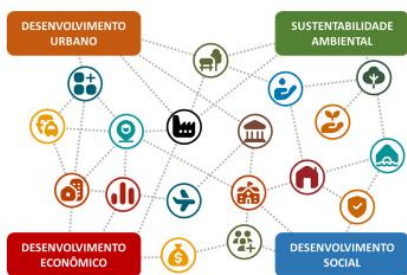 DESENVOLVIMENTO
URBANO
SUSTENTABILIDADE
AMBIENTAL
DESENVOLVIMENTO
ECONÔMICO
DESENVOLVIMENTO
SOCIAL